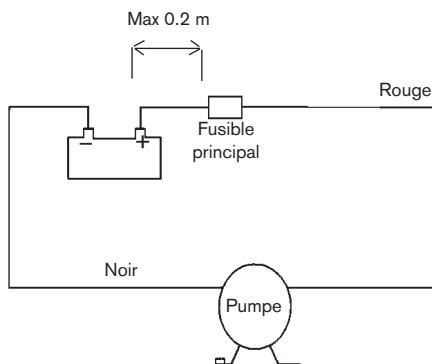 Max 0.2 m
Rouge
Fusible
principal
− +
Noir
Pumpe